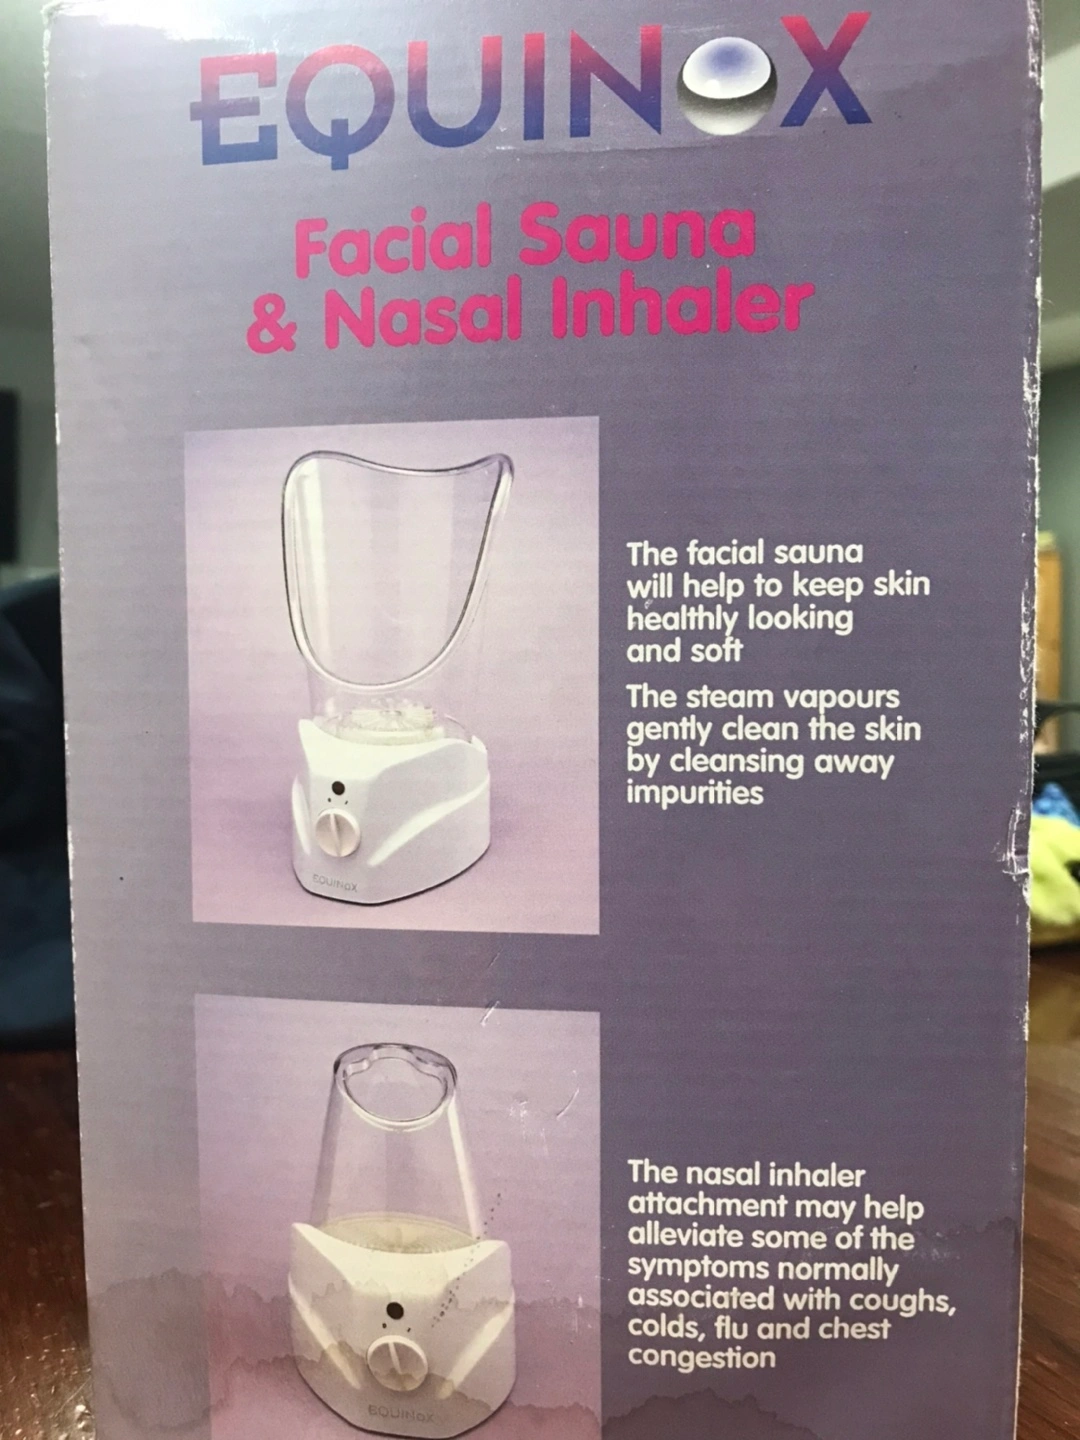 EQUINOX
Facial Sauna
& Nasal Inhaler
The facial sauna
will help to keep skin
healthly looking
and soft
The steam vapours
gently clean the skin
by cleansing away
impurities
EQUINOX
The nasal inhaler
attachment may help
alleviate some of the
symptoms normally
associated with coughs,
colds, flu and chest
congestion
EQUINOX